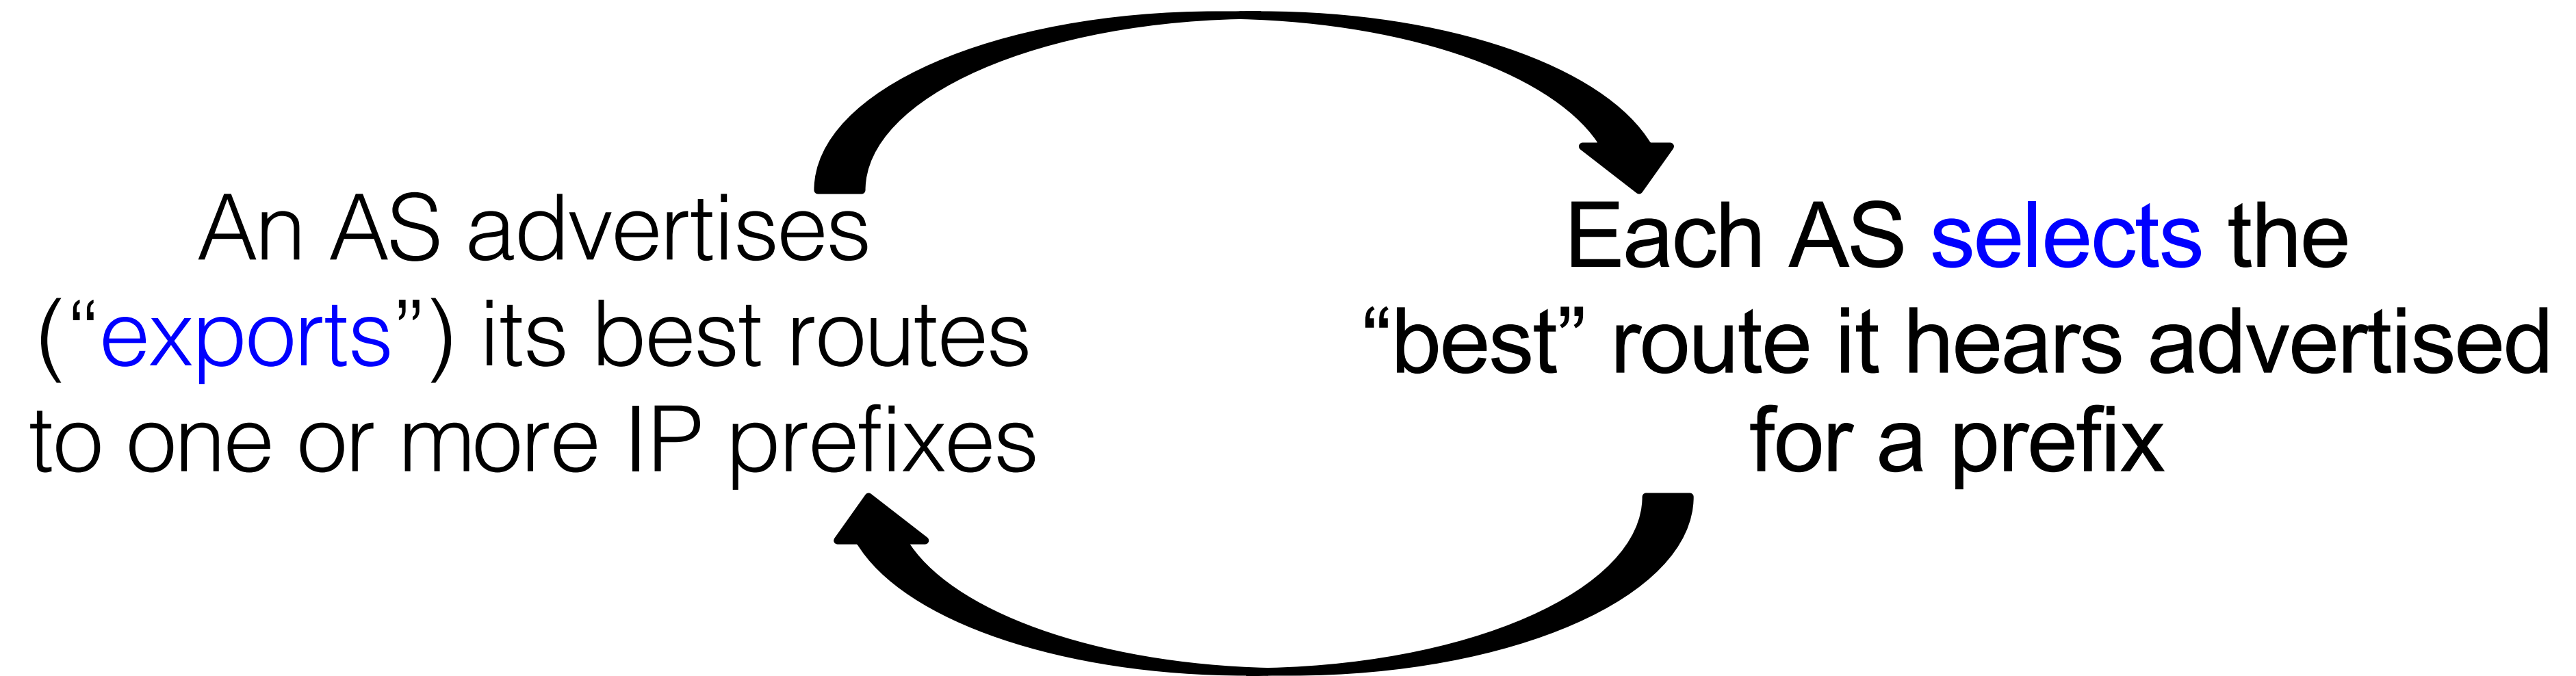 An AS advertises
(“exports”) its best routes
to one or more IP prefixes
Each AS selects the
“best” route it hears advertised
for a prefix